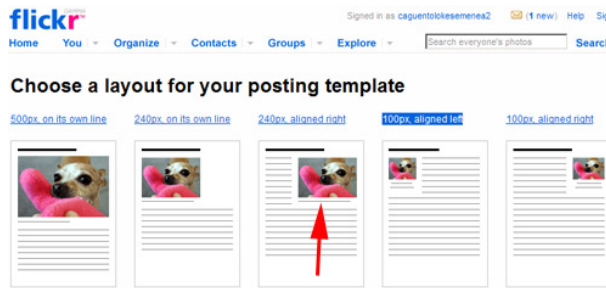 flickr
Signed in as caguentolokesemenea2 (1 new) Help
Home You Organize Contacts Groups Explore Search everyone's photos Search
Choose a layout for your posting template
500px, on its own line 240px, on its own line 240px, aligned right 100px, aligned left 100px, aligned right